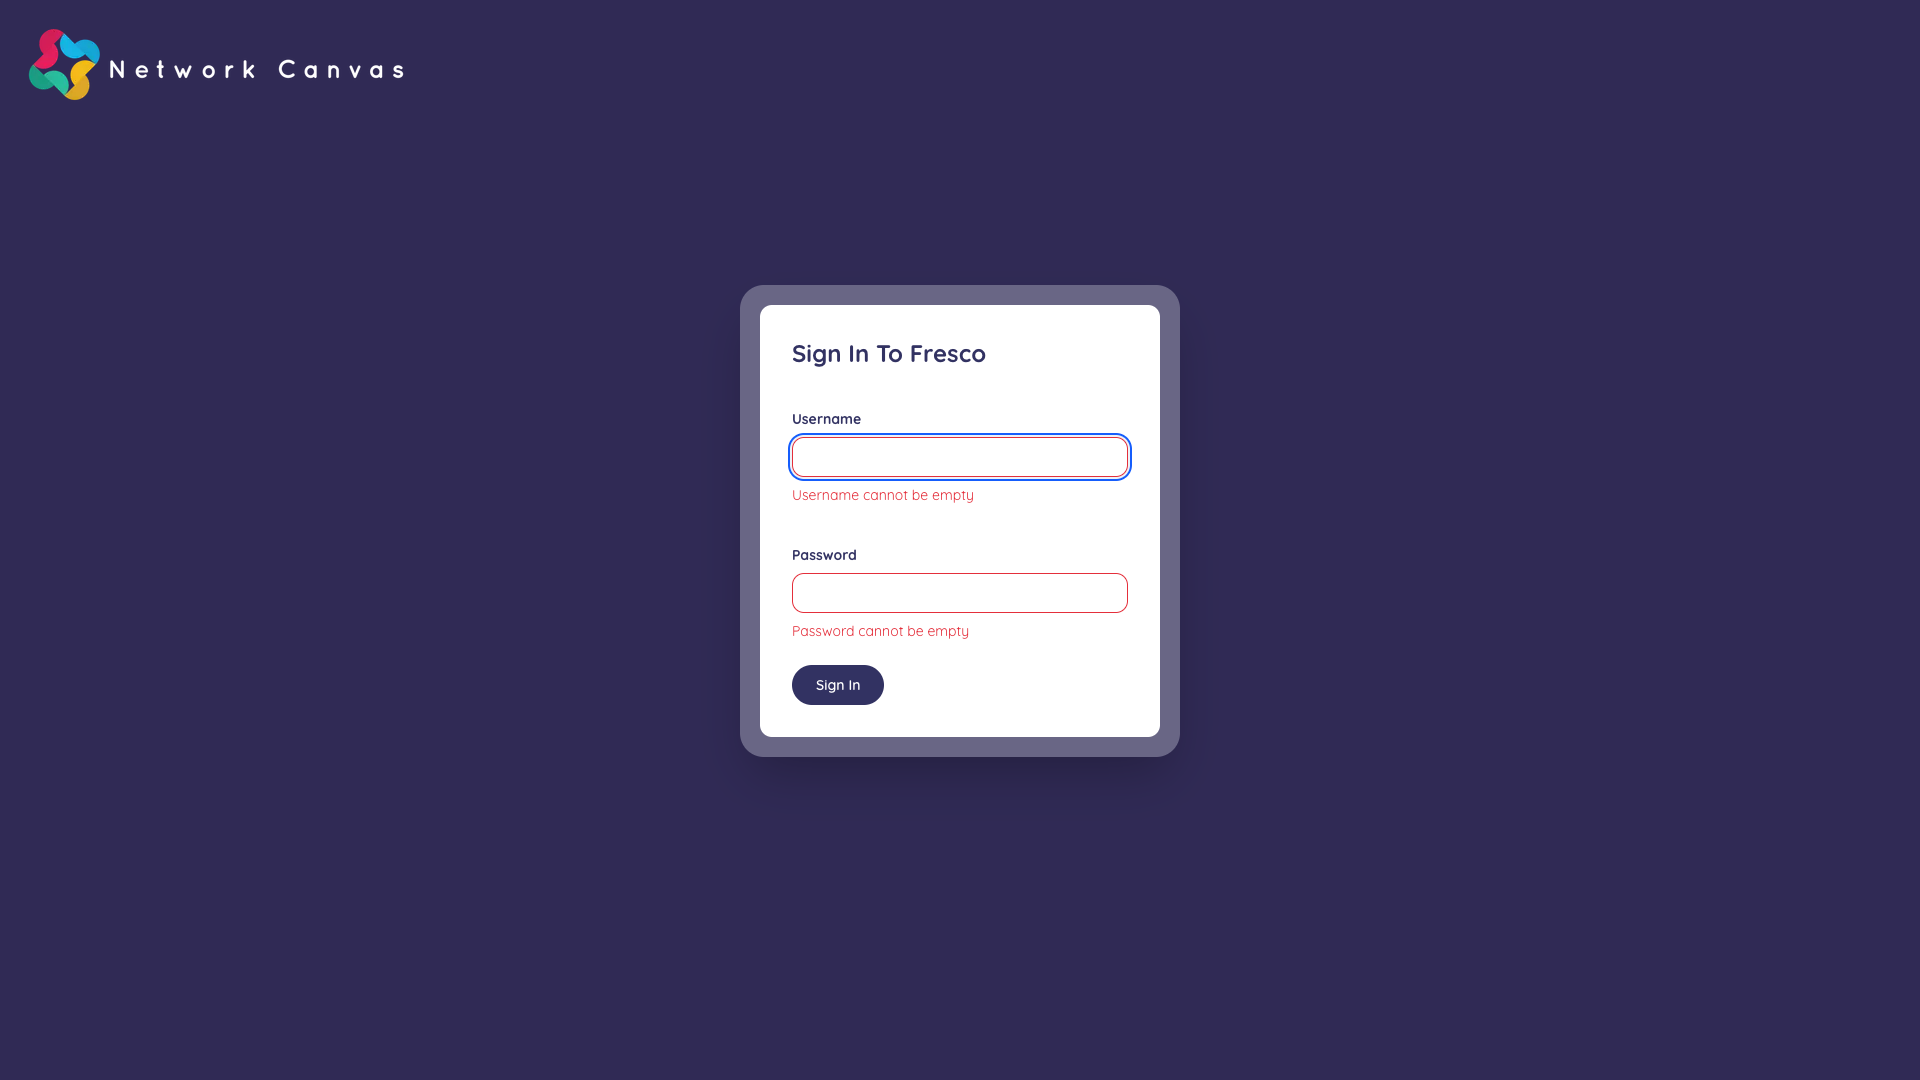 Network Canvas
Sign In To Fresco
Username
Username cannot be empty
Password
Password cannot be empty
Sign In